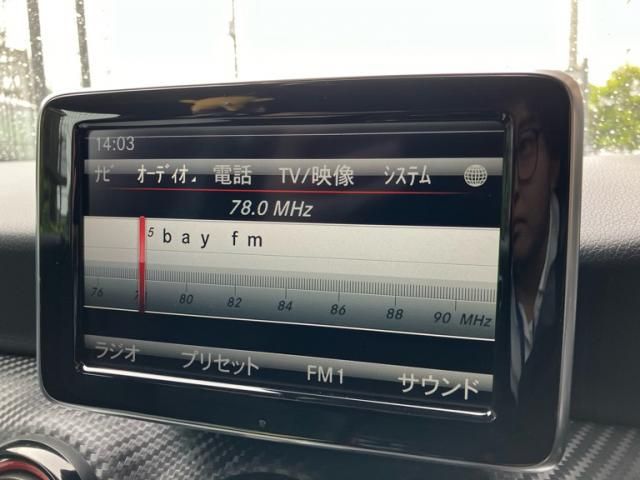 14:03
ナビ オーディオ 電話 TV/映像 システム
78.0 MHz
5 bay fm
76 80 82 84 86 88 90 MHz
ラジオ プリセット FM1 サウンド